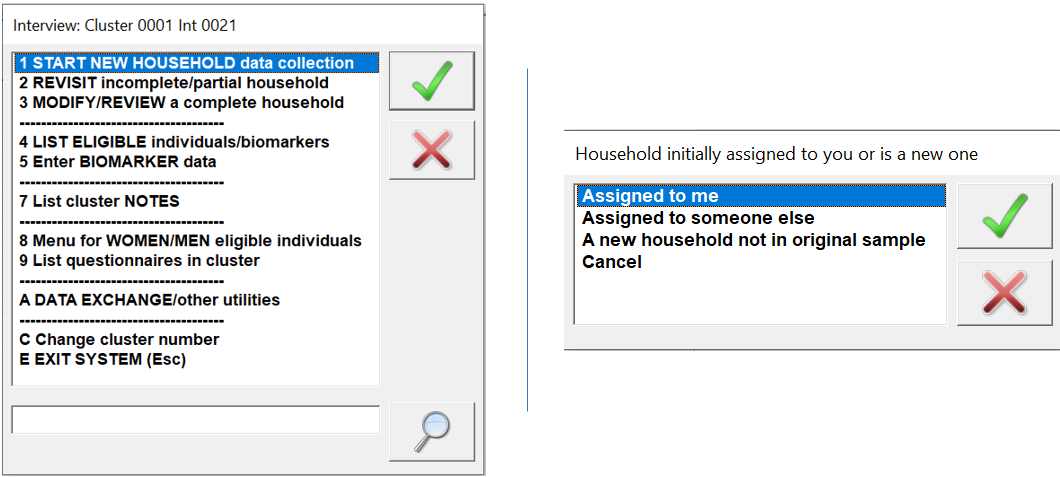 Interview: Cluster 0001 Int 0021
1 START NEW HOUSEHOLD data collection
2 REVISIT incomplete/partial household
3 MODIFY/REVIEW a complete household
-------------------------------------
4 LIST ELIGIBLE individuals/biomarkers
5 Enter BIOMARKER data
-------------------------------------
7 List cluster NOTES
-------------------------------------
8 Menu for WOMEN/MEN eligible individuals
9 List questionnaires in cluster
-------------------------------------
A DATA EXCHANGE/other utilities
-------------------------------------
C Change cluster number
E EXIT SYSTEM (Esc)
Household initially assigned to you or is a new one
Assigned to me
Assigned to someone else
A new household not in original sample
Cancel